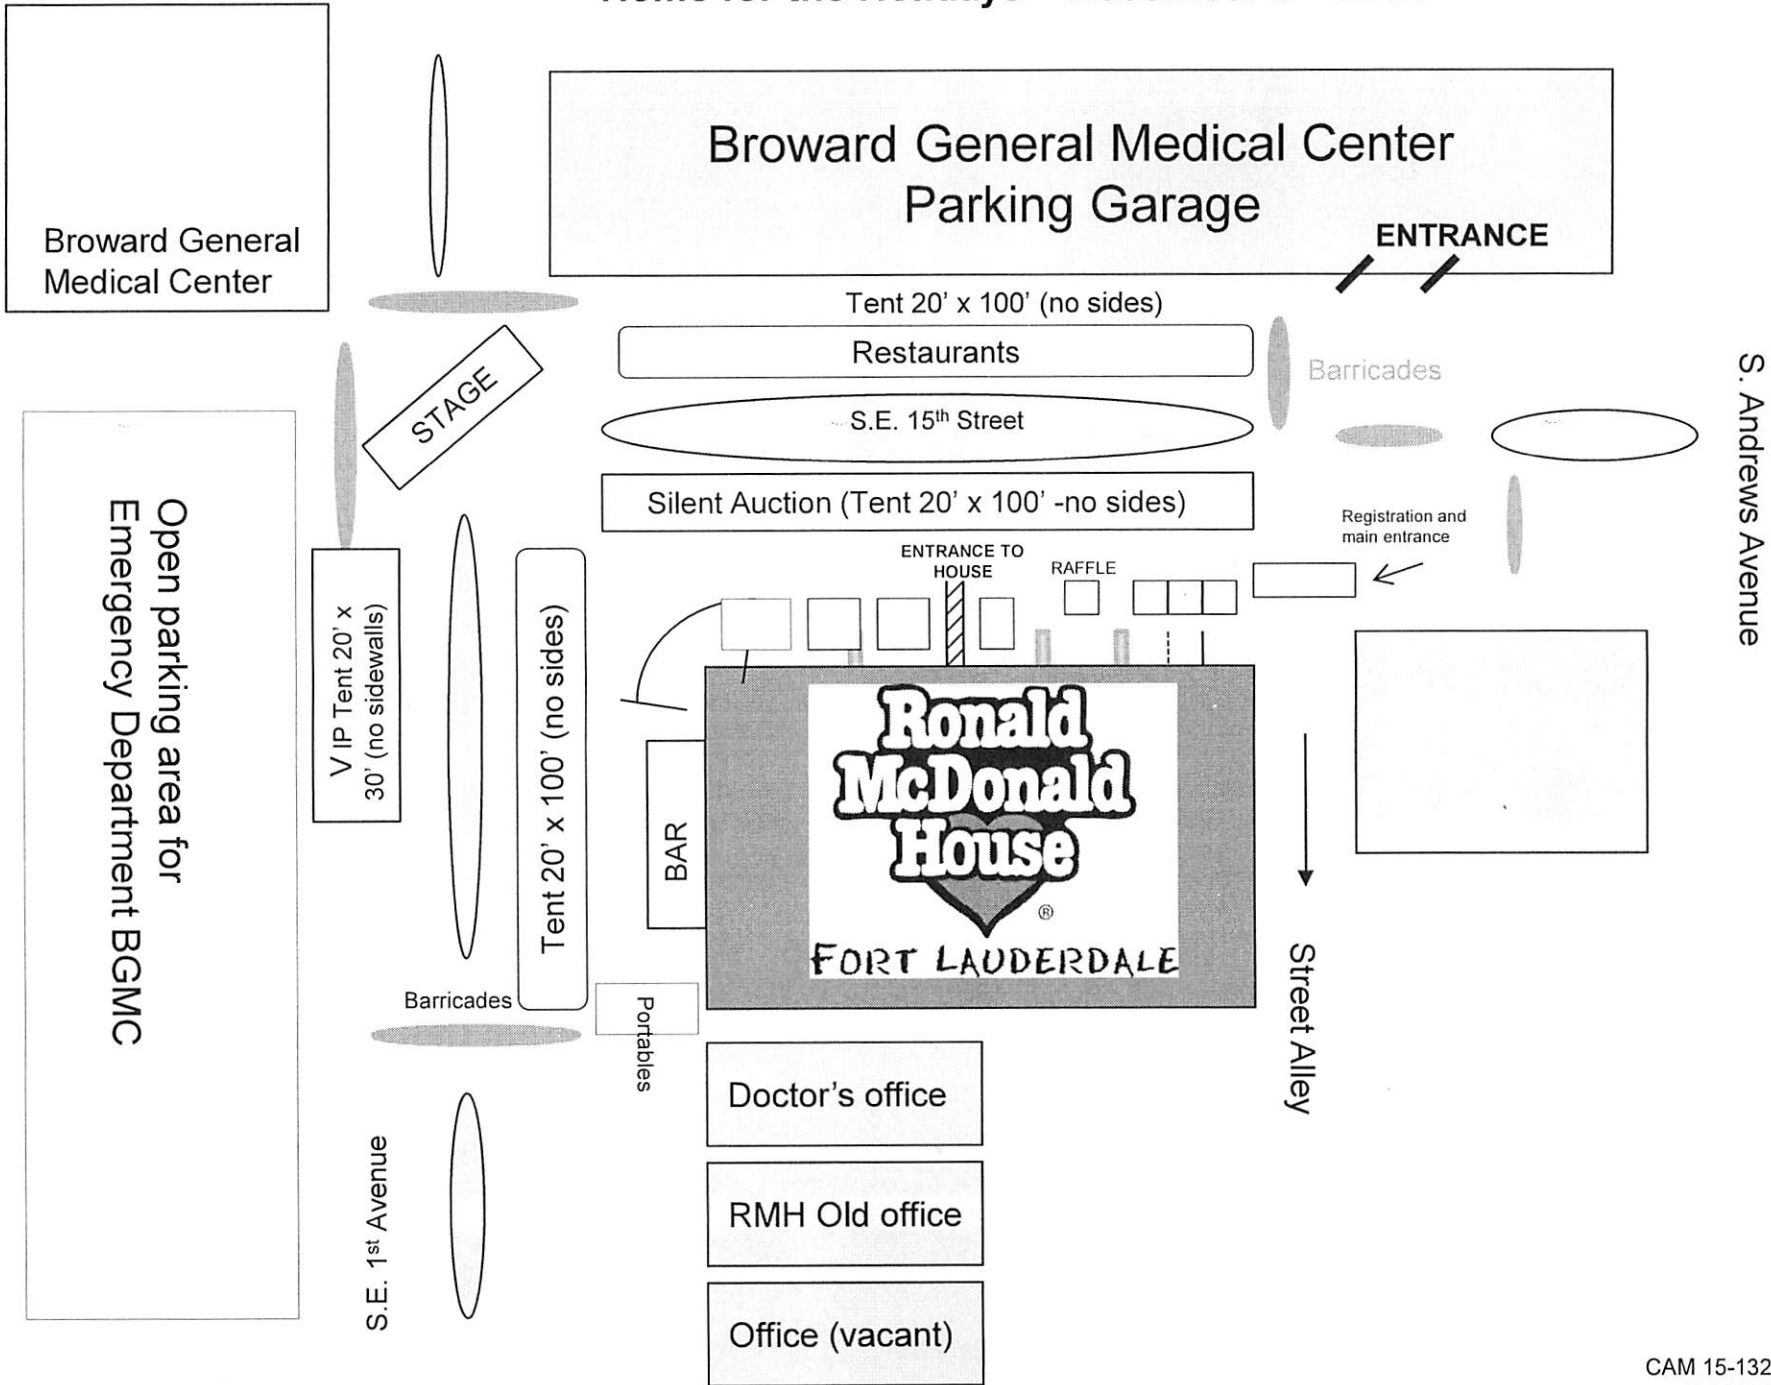 Home for the Holidays
Broward General Medical Center
Parking Garage
ENTRANCE
Broward General
Medical Center
Tent 20' x 100' (no sides)
Restaurants
Barricades
STAGE
S.E. 15th Street
S. Andrews Avenue
Silent Auction (Tent 20' x 100' -no sides)
Registration and
main entrance
ENTRANCE TO
HOUSE
RAFFLE
Open parking area for
Emergency Department BGMC
V IP Tent 20' x
30' (no sidewalls)
Tent 20' x 100' (no sides)
BAR
Ronald
McDonald
House
®
FORT LAUDERDALE
Street Alley
Barricades
Portables
Doctor's office
S.E. 1st Avenue
RMH Old office
Office (vacant)
CAM 15-132